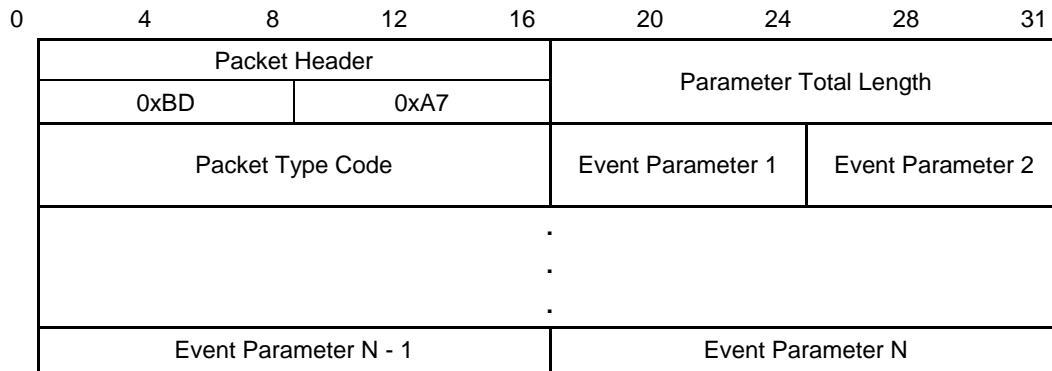 0 4 8 12 16 20 24 28 31
Packet Header
Parameter Total Length
0xBD 0xA7
Packet Type Code Event Parameter 1 Event Parameter 2
.
.
.
Event Parameter N - 1 Event Parameter N